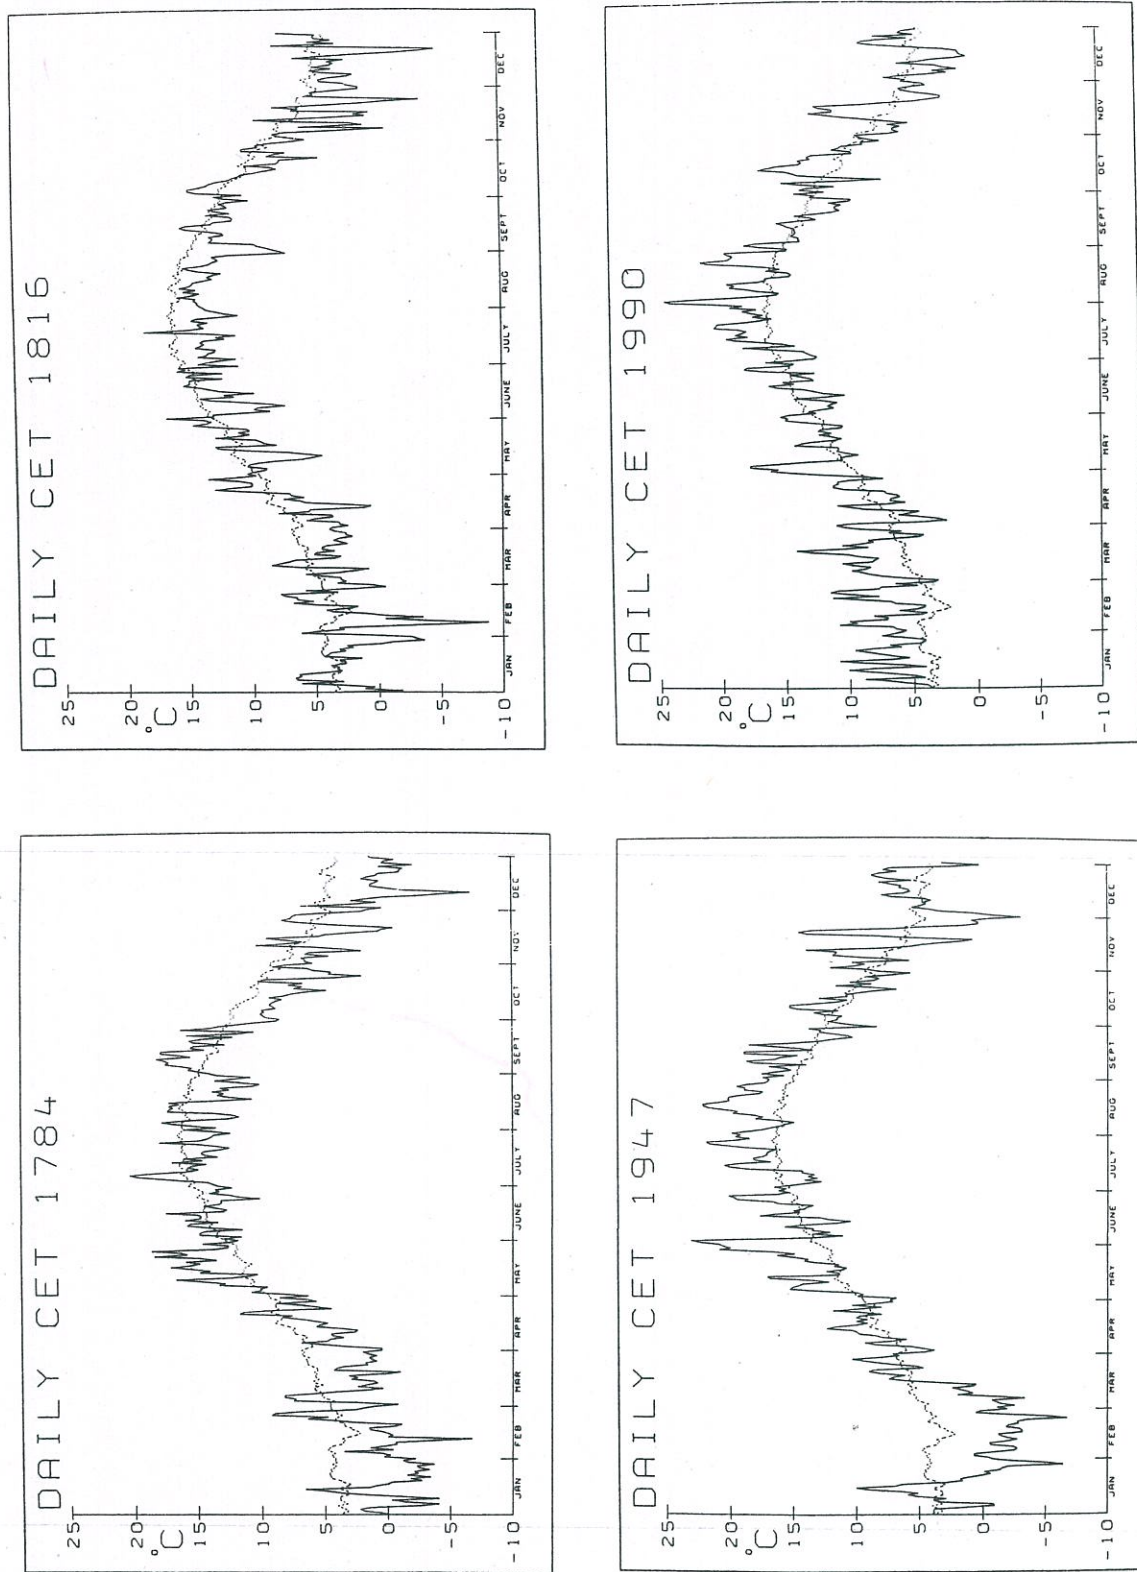 DAILY CET 1784
25
20
°C
15
10
5
0
-5
-10
JAN FEB MAR APR MAY JUNE JULY AUG SEPT OCT NOV DEC
DAILY CET 1816
25
20
°C
15
10
5
0
-5
-10
JAN FEB MAR APR MAY JUNE JULY AUG SEPT OCT NOV DEC
DAILY CET 1947
25
20
°C
15
10
5
0
-5
-10
JAN FEB MAR APR MAY JUNE JULY AUG SEPT OCT NOV DEC
DAILY CET 1990
25
20
°C
15
10
5
0
-5
-10
JAN FEB MAR APR MAY JUNE JULY AUG SEPT OCT NOV DEC